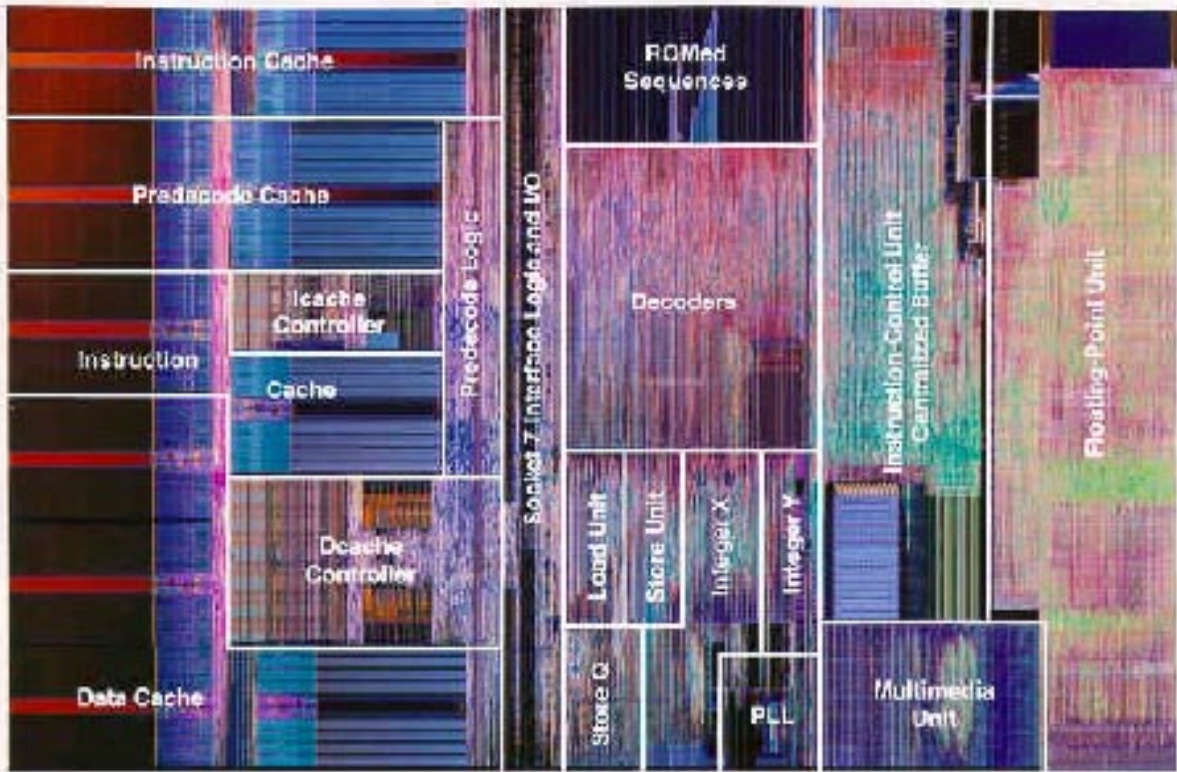 Instruction Cache
Predecode Cache
Icache
Controller
Instruction
Cache
Predecode Logic
Dcache
Controller
Data Cache
Socket 7 Interface Logic and I/O
ROMed
Sequences
Decoders
Load Unit
Store Unit
Integer X
Integer Y
Store Q
PLL
Instruction Control Unit
Centralized Buffer
Multimedia
Unit
Floating-Point Unit